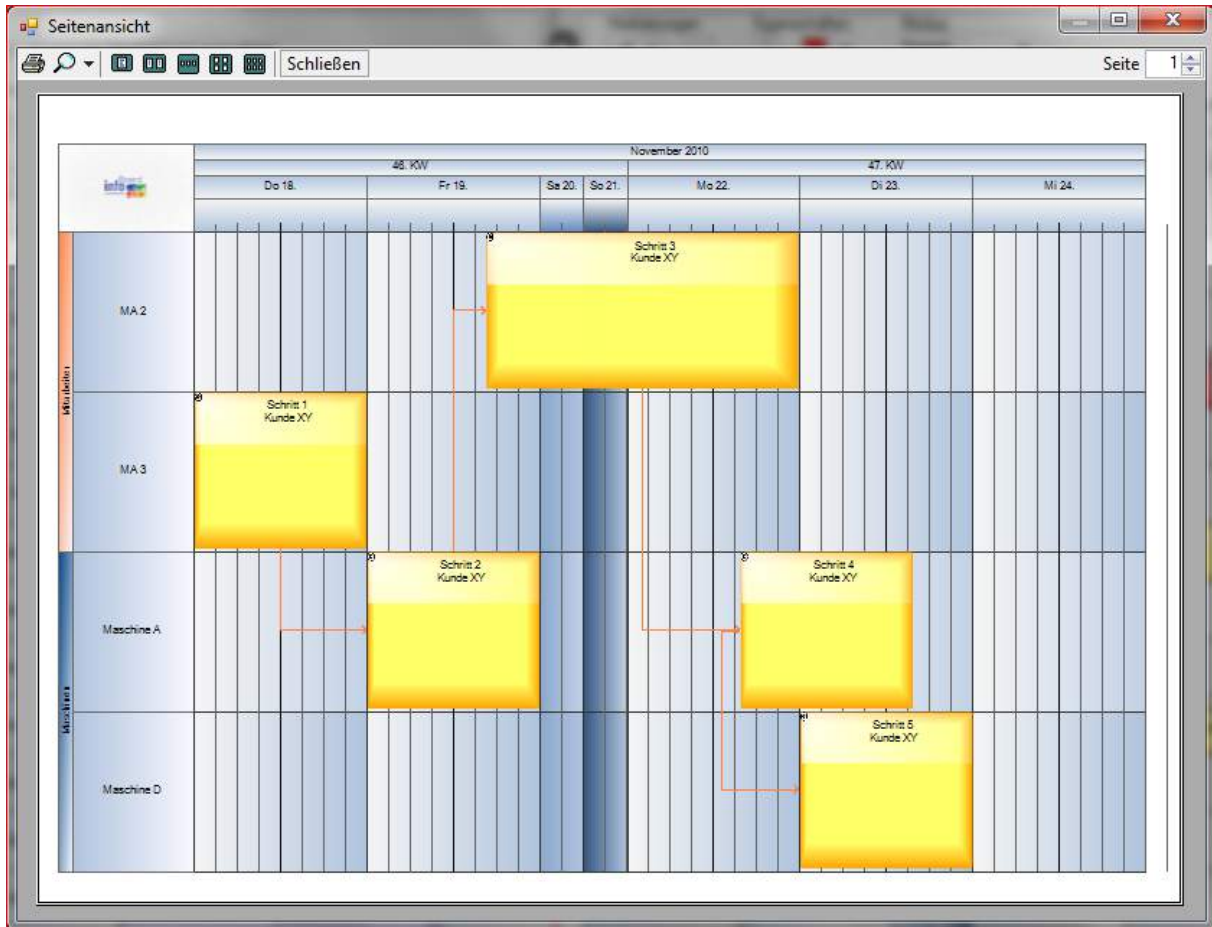 Seitenansicht
Schließen
Seite 1
November 2010
46. KW 47. KW
Do 18. Fr 19. Sa 20. So 21. Mo 22. Di 23. Mi 24.
Mitarbeiter
MA 2
Schritt 3
Kunde XY
MA 3
Schritt 1
Kunde XY
Maschinen
Maschine A
Schritt 2
Kunde XY
Schritt 4
Kunde XY
Maschine D
Schritt 5
Kunde XY